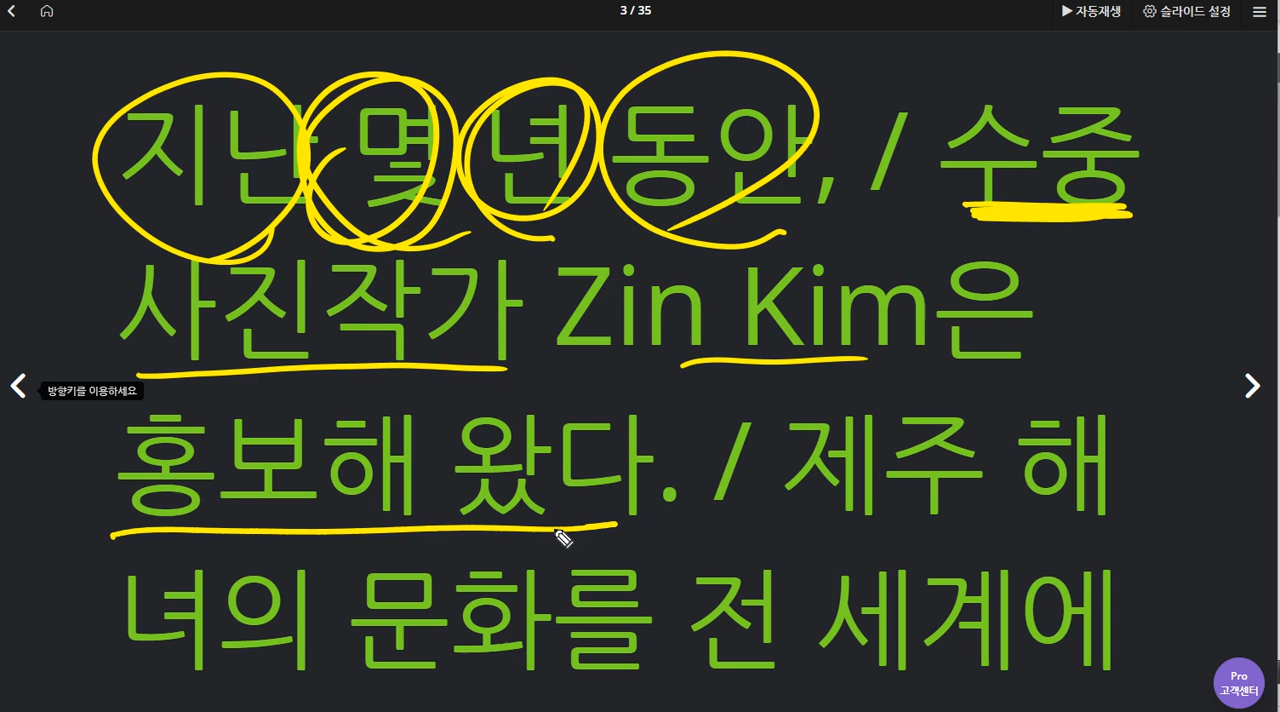 3 / 35
자동재생
슬라이드 설정
지난 몇 년 동안, / 수중
사진작가 Zin Kim은
방향키를 이용하세요
홍보해 왔다. / 제주 해
녀의 문화를 전 세계에
Pro
고객센터